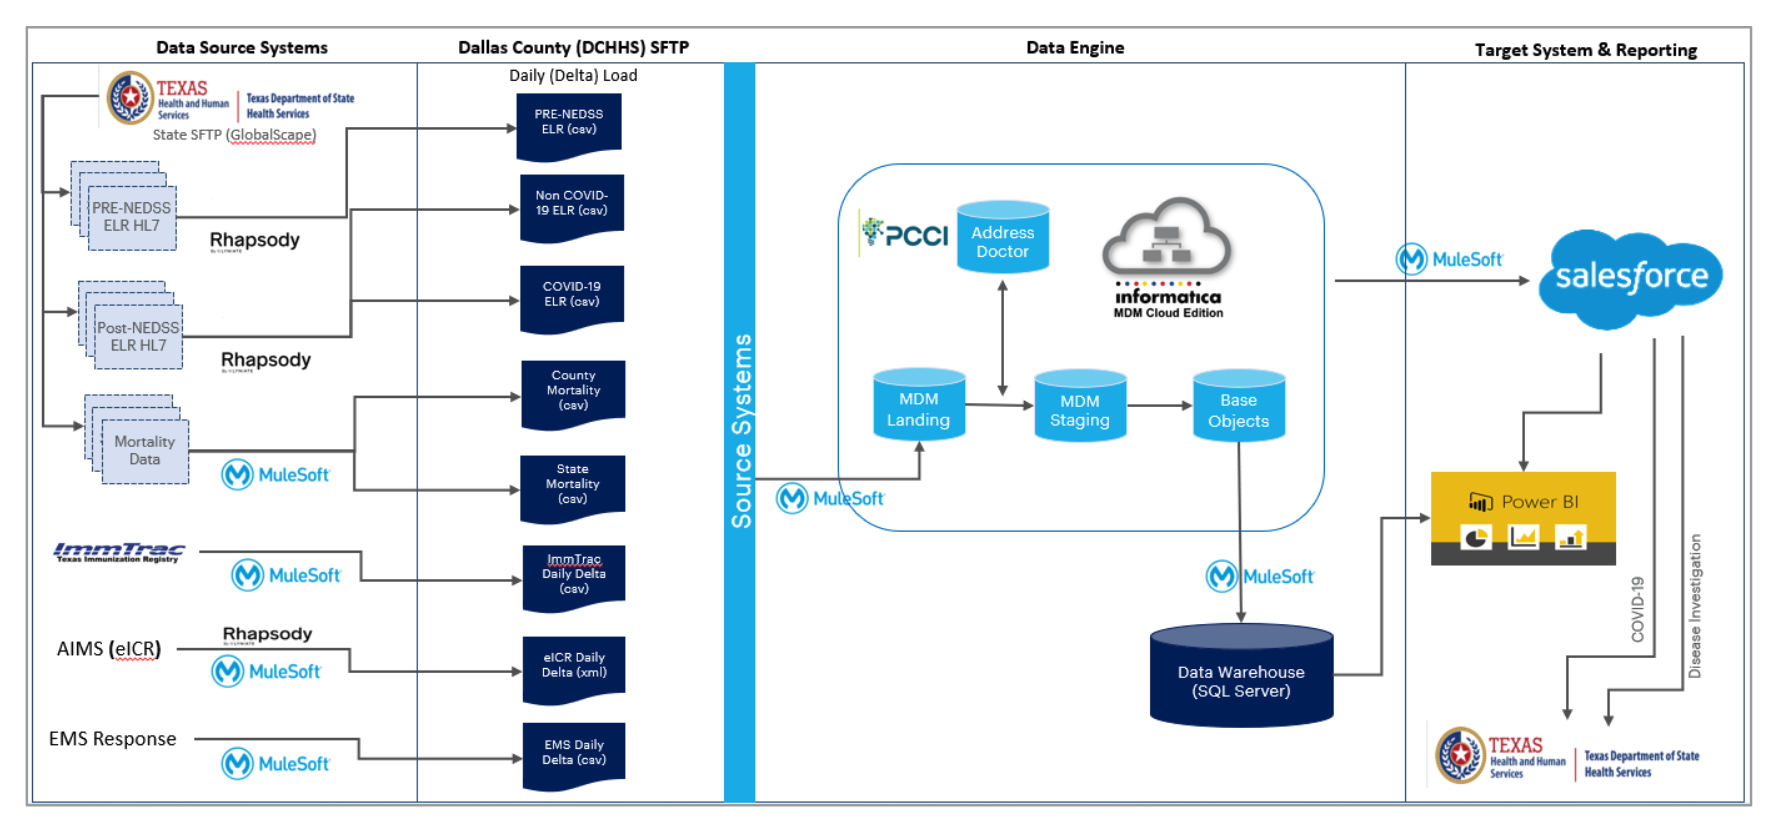 Data Source Systems
Dallas County (DCHHS) SFTP
Data Engine
Target System & Reporting
Daily (Delta) Load
TEXAS
Health and Human
Services
Texas Department of State
Health Services
State SFTP (GlobalScape)
PRE-NEDSS
ELR HL7
Rhapsody
Post-NEDSS
ELR HL7
Rhapsody
Mortality
Data
MuleSoft
ImmTrac
Texas Immunization Registry
MuleSoft
AIMS (eICR)
Rhapsody
MuleSoft
EMS Response
MuleSoft
PRE-NEDSS
ELR (csv)
Non COVID-
19 ELR (csv)
COVID-19
ELR (csv)
County
Mortality
(csv)
State
Mortality
(csv)
ImmTrac
Daily Delta
(csv)
eICR Daily
Delta (xml)
EMS Daily
Delta (csv)
Source Systems
MuleSoft
PCCI
Address
Doctor
informatica
MDM Cloud Edition
MDM
Landing
MDM
Staging
Base
Objects
MuleSoft
Data Warehouse
(SQL Server)
MuleSoft
salesforce
Power BI
COVID-19
Disease Investigation
TEXAS
Health and Human
Services
Texas Department of State
Health Services